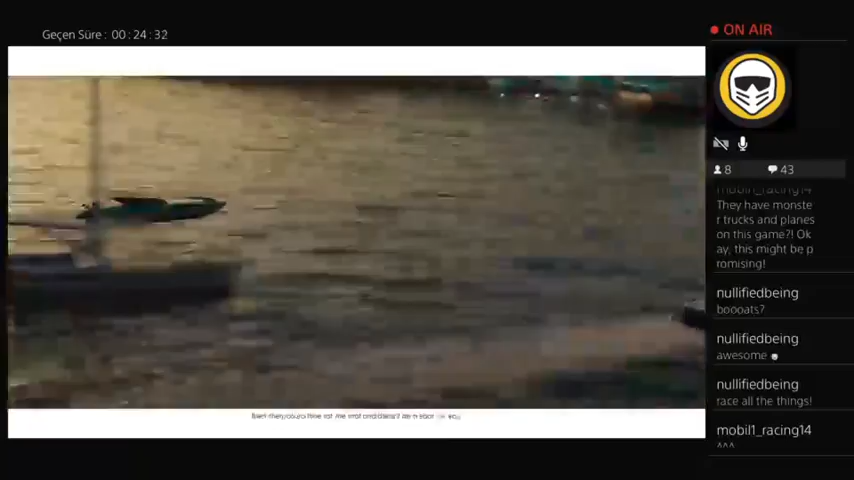 Geçen Süre : 00:24:32
ON AIR
8 43
mobil1_racing14
They have monste
r trucks and planes
on this game?! Ok
ay, this might be p
romising!
nullifiedbeing
boooats?
nullifiedbeing
awesome
nullifiedbeing
race all the things!
mobil1_racing14
^^^